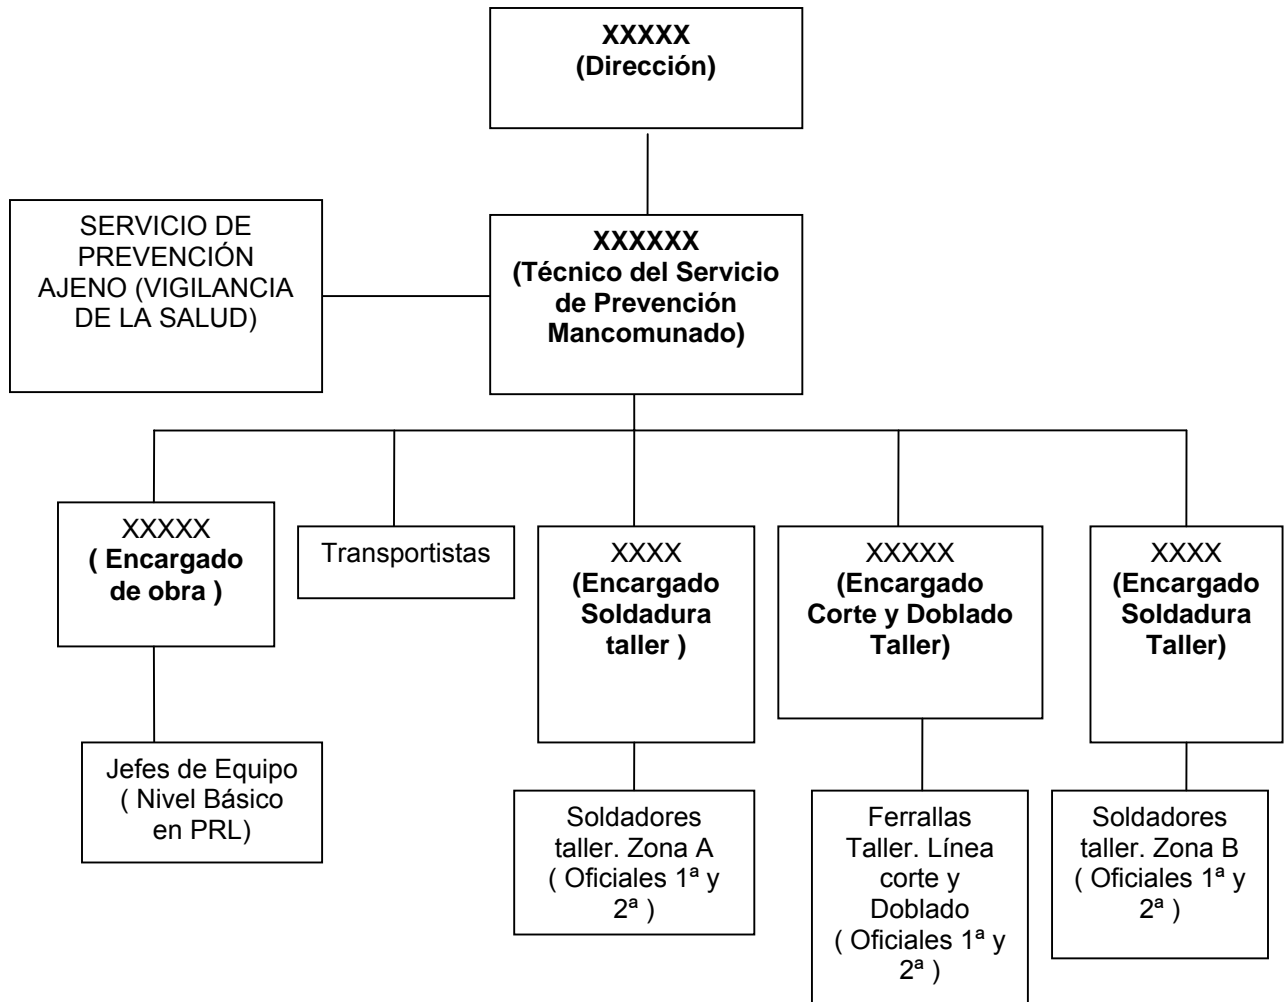 XXXXX
(Dirección)
SERVICIO DE
PREVENCIÓN
AJENO (VIGILANCIA
DE LA SALUD)
XXXXXX
(Técnico del Servicio
de Prevención
Mancomunado)
XXXXX
( Encargado
de obra )
Transportistas
XXXX
(Encargado
Soldadura
taller )
XXXXX
(Encargado
Corte y Doblado
Taller)
XXXX
(Encargado
Soldadura
Taller)
Jefes de Equipo
( Nivel Básico
en PRL)
Soldadores
taller. Zona A
( Oficiales 1ª y
2ª )
Ferrallas
Taller. Línea
corte y
Doblado
( Oficiales 1ª y
2ª )
Soldadores
taller. Zona B
( Oficiales 1ª y
2ª )